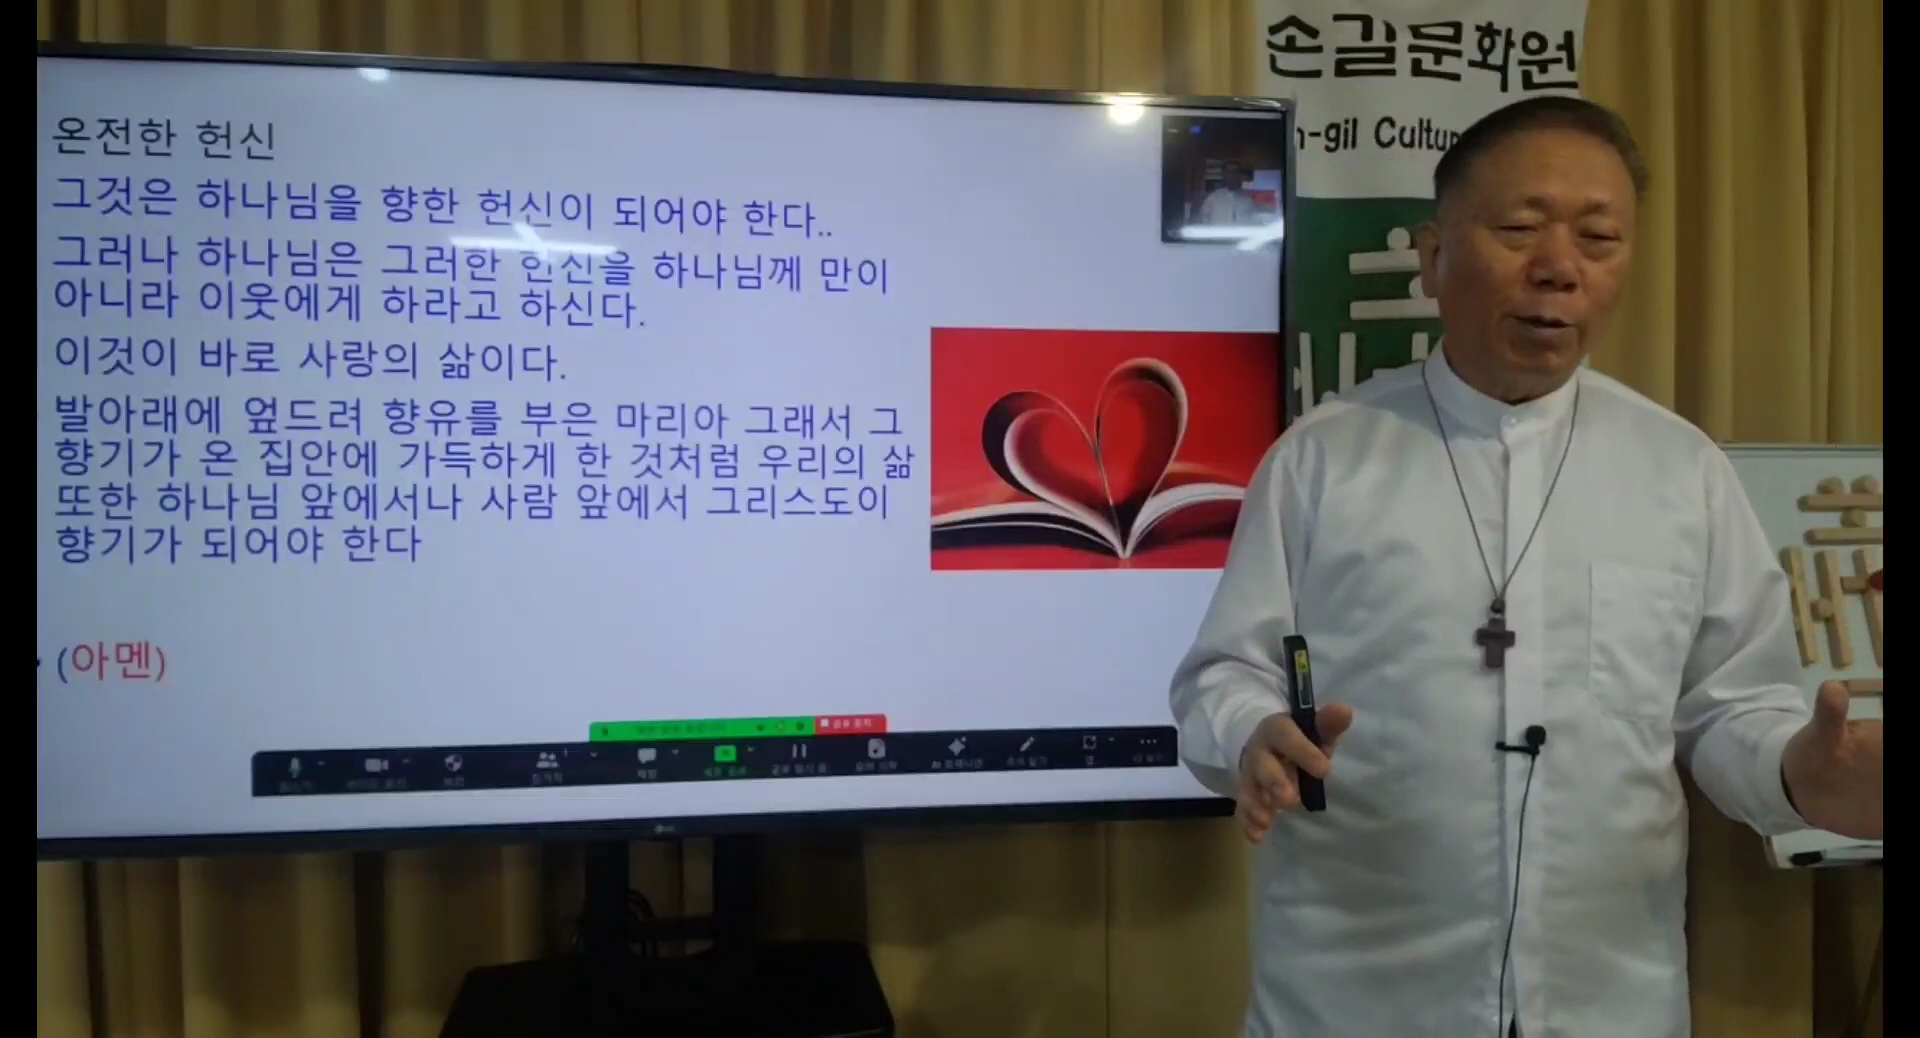 손길문화원
n-gil Cultur
온전한 헌신
그것은 하나님을 향한 헌신이 되어야 한다..
그러나 하나님은 그러한 헌신을 하나님께 만이
아니라 이웃에게 하라고 하신다.
이것이 바로 사랑의 삶이다.
발아래에 엎드려 향유를 부은 마리아 그래서 그
향기가 온 집안에 가득하게 한 것처럼 우리의 삶
또한 하나님 앞에서나 사람 앞에서 그리스도이
향기가 되어야 한다
(아멘)